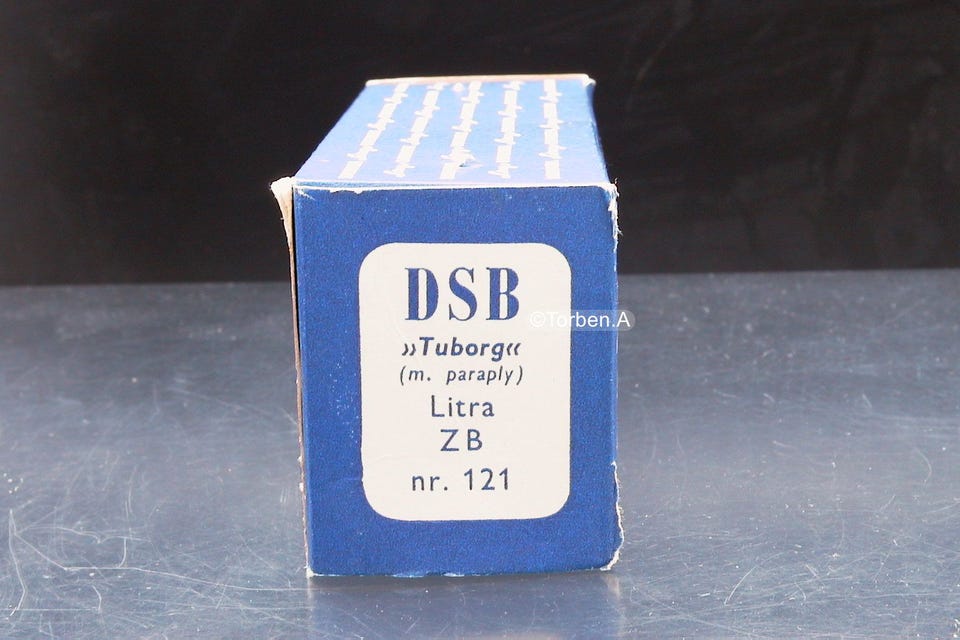 DSB
©Torben.A
»Tuborg«
(m. paraply)
Litra
ZB
nr. 121